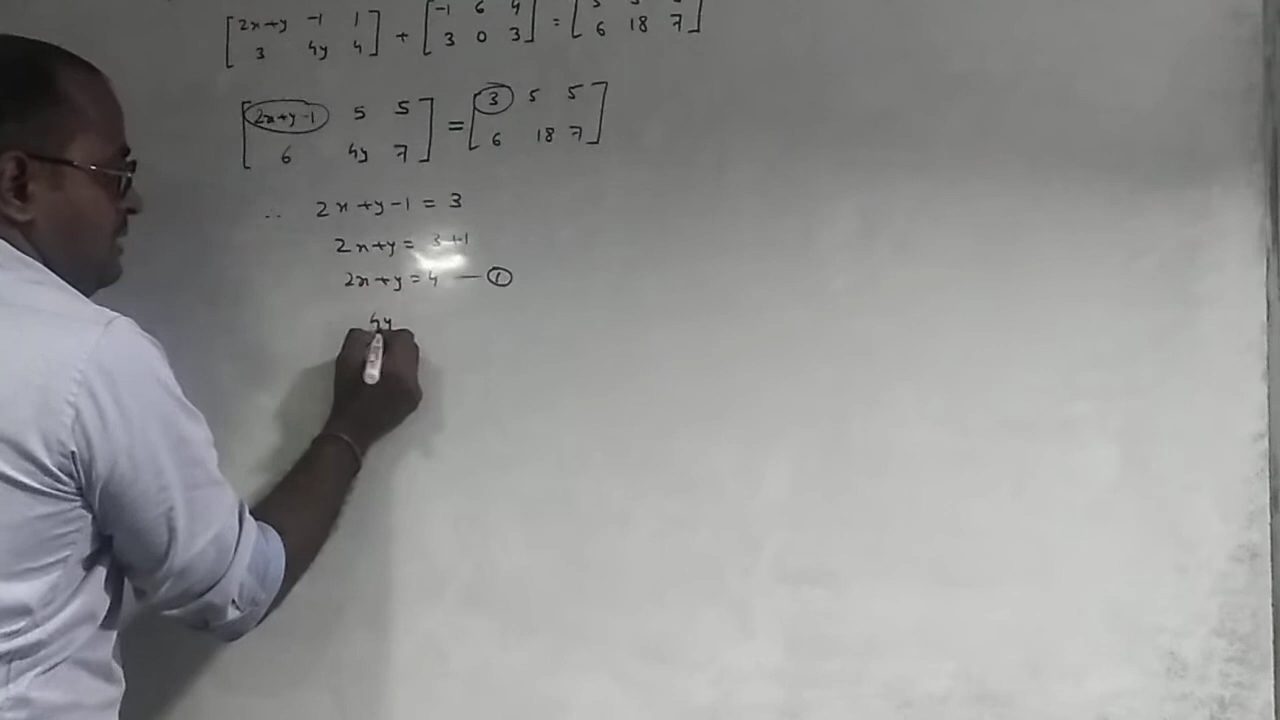 [2x+y -1 1] + [-1 6 4] = [
[3 4y 4] + [3 0 3] = [6 18 7]
[2x+y-1 5 5] = [3 5 5]
[6 4y 7] = [6 18 7]
∴ 2x+y-1 = 3
2x+y = 3+1
2x+y = 4 — ①
4y